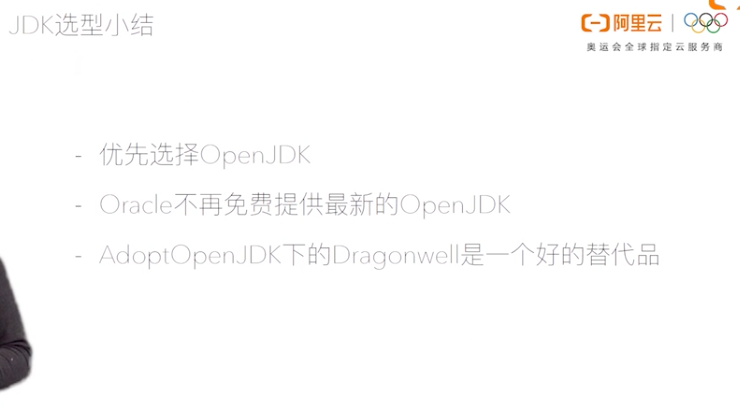 JDK选型小结
阿里云
奥运会全球指定云服务商
- 优先选择OpenJDK
- Oracle不再免费提供最新的OpenJDK
- AdoptOpenJDK下的Dragonwell是一个好的替代品